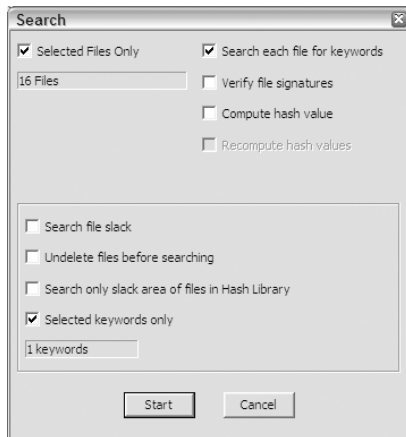 Search
Selected Files Only
Search each file for keywords
16 Files
Verify file signatures
Compute hash value
Recompute hash values
Search file slack
Undelete files before searching
Search only slack area of files in Hash Library
Selected keywords only
1 keywords
Start
Cancel